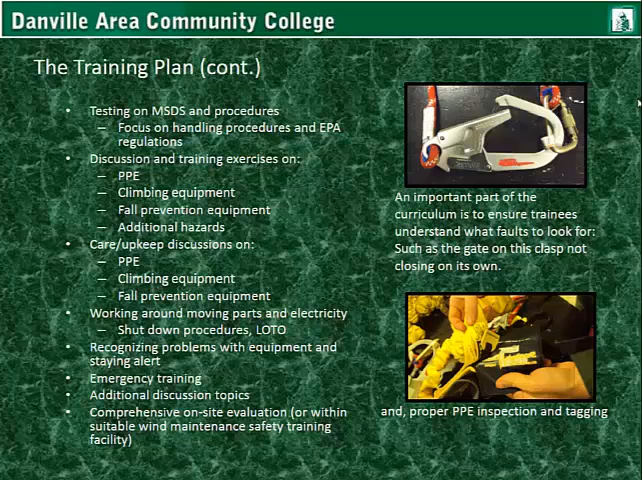 Danville Area Community College
The Training Plan (cont.)
• Testing on MSDS and procedures
– Focus on handling procedures and EPA
regulations
• Discussion and training exercises on:
– PPE
– Climbing equipment
– Fall prevention equipment
– Additional hazards
• Care/upkeep discussions on:
– PPE
– Climbing equipment
– Fall prevention equipment
• Working around moving parts and electricity
– Shut down procedures, LOTO
• Recognizing problems with equipment and
staying alert
• Emergency training
• Additional discussion topics
• Comprehensive on-site evaluation (or within
suitable wind maintenance safety training
facility)
An important part of the
curriculum is to ensure trainees
understand what faults to look for:
Such as the gate on this clasp not
closing on its own.
and, proper PPE inspection and tagging